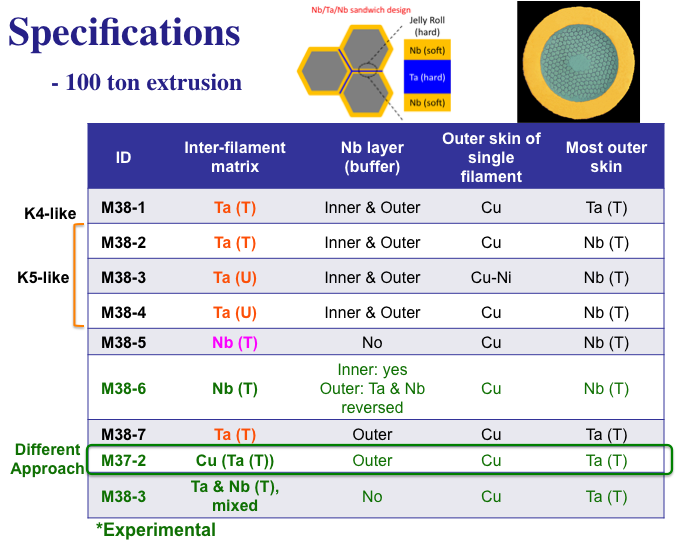 Specifications
- 100 ton extrusion
Nb/Ta/Nb sandwich design
Jelly Roll
(hard)
Nb (soft)
Ta (hard)
Nb (soft)
ID
Inter-filament
matrix
Nb layer
(buffer)
Outer skin of
single
filament
Most outer
skin
K4-like
M38-1
Ta (T)
Inner & Outer
Cu
Ta (T)
M38-2
Ta (T)
Inner & Outer
Cu
Nb (T)
K5-like
M38-3
Ta (U)
Inner & Outer
Cu-Ni
Nb (T)
M38-4
Ta (U)
Inner & Outer
Cu
Nb (T)
M38-5
Nb (T)
No
Cu
Nb (T)
M38-6
Nb (T)
Inner: yes
Outer: Ta & Nb
reversed
Cu
Nb (T)
M38-7
Ta (T)
Outer
Cu
Ta (T)
Different
Approach
M37-2
Cu (Ta (T))
Outer
Cu
Ta (T)
M38-3
Ta & Nb (T),
mixed
No
Cu
Ta (T)
*Experimental